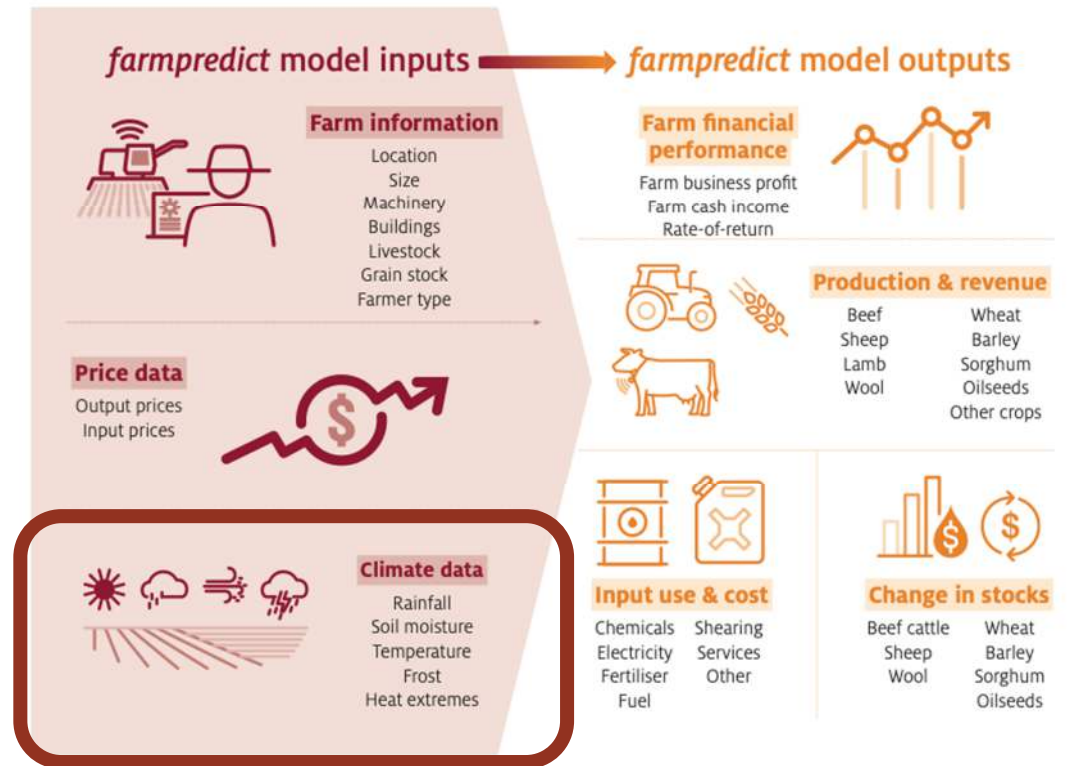 farmpredict model inputs
Farm information
Location
Size
Machinery
Buildings
Livestock
Grain stock
Farmer type
Price data
Output prices
Input prices
$
Climate data
Rainfall
Soil moisture
Temperature
Frost
Heat extremes
farmpredict model outputs
Farm financial
performance
Farm business profit
Farm cash income
Rate-of-return
Production & revenue
Beef
Sheep
Lamb
Wool
Wheat
Barley
Sorghum
Oilseeds
Other crops
Input use & cost
Chemicals
Electricity
Fertiliser
Fuel
Shearing
Services
Other
$
$
Change in stocks
Beef cattle
Sheep
Wool
Wheat
Barley
Sorghum
Oilseeds